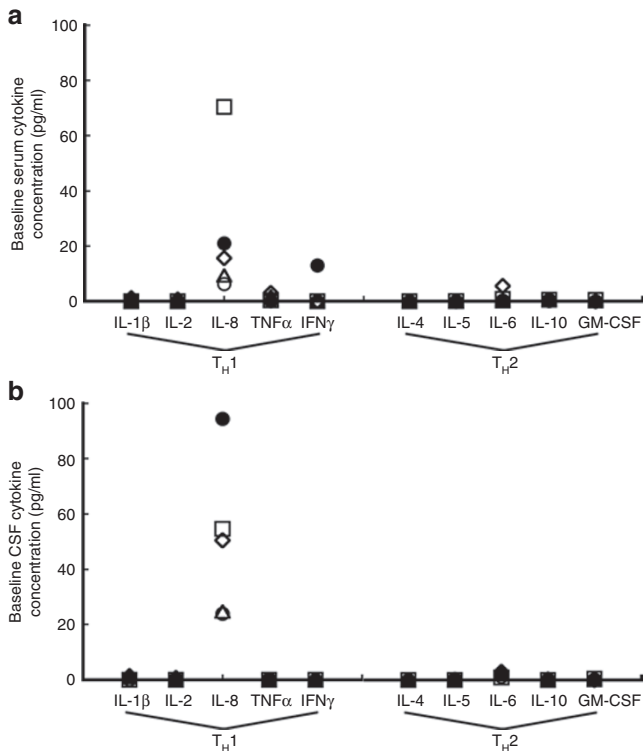 a
Baseline serum cytokine
concentration (pg/ml)
100
80
60
40
20
0
IL-1β IL-2 IL-8 TNFα IFNγ IL-4 IL-5 IL-6 IL-10 GM-CSF
TH1 TH2
b
Baseline CSF cytokine
concentration (pg/ml)
100
80
60
40
20
0
IL-1β IL-2 IL-8 TNFα IFNγ IL-4 IL-5 IL-6 IL-10 GM-CSF
TH1 TH2